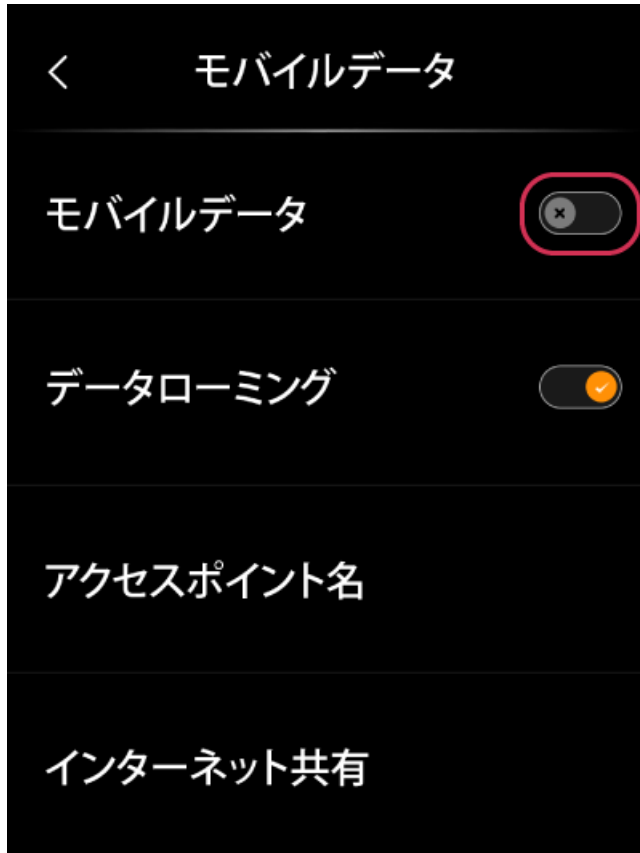 モバイルデータ
モバイルデータ
データローミング
アクセスポイント名
インターネット共有